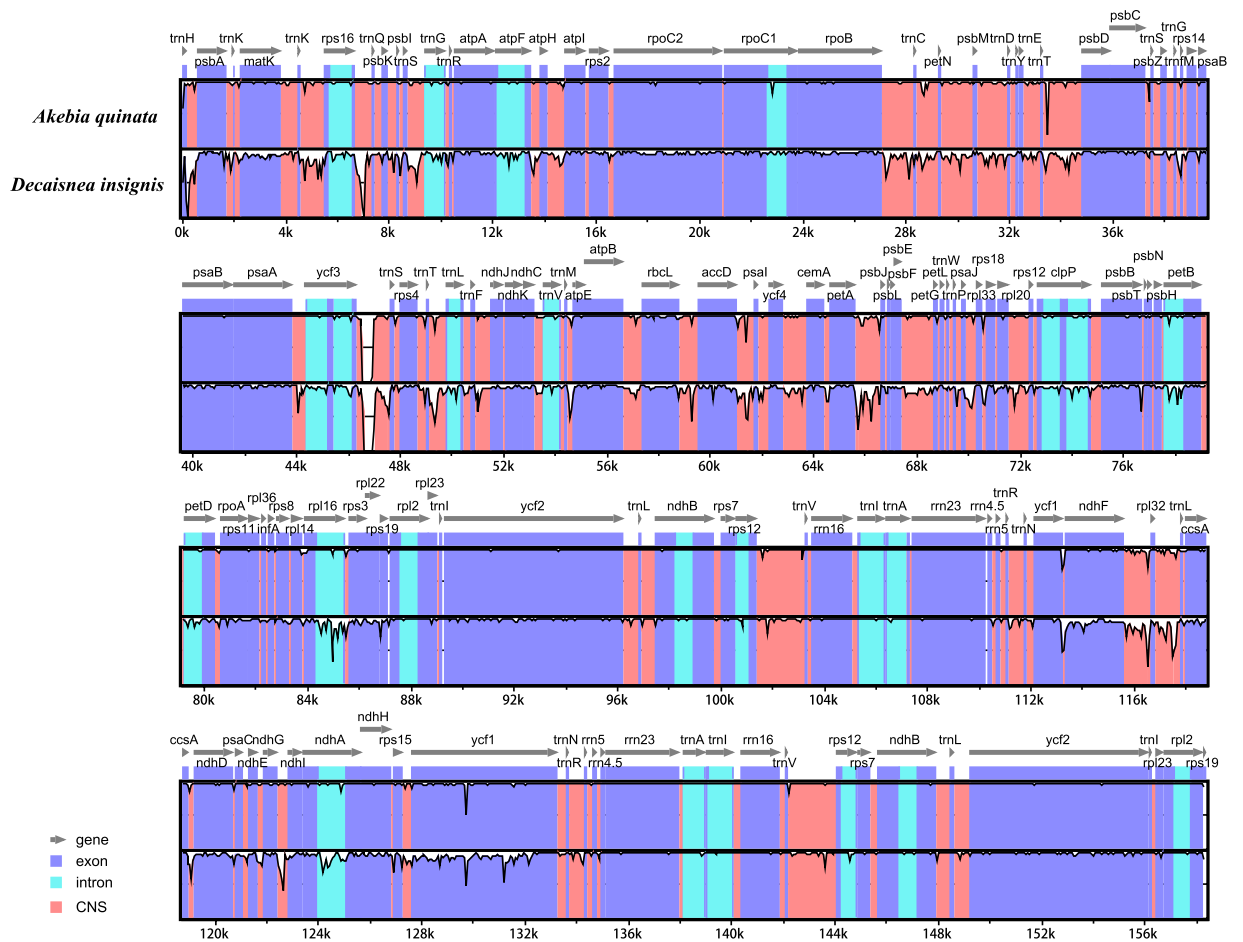 psbC
trnG
trnH trnK trnK rps16 trnQ psbI trnG atpA atpF atpH atpI rpoC2 rpoC1 rpoB trnC psbM trnD trnE psbD trnS rps14
psbA matK psbK trnS trnR rps2 petN trnY trnT psbZ trnfM psaB
Akebia quinata
Decaisnea insignis
0k 4k 8k 12k 16k 20k 24k 28k 32k 36k
psbE
atpB trnW rps18 psbN
psaB psaA ycf3 trnS trnT trnL ndhJ ndhC trnM rbcL accD psaI cemA psbJ psbF petL psaJ rps12 clpP psbB petB
rps4 trnF ndhK trnV atpE ycf4 petA psbL petG trnP rpl33 rpl20 psbT psbH
40k 44k 48k 52k 56k 60k 64k 68k 72k 76k
rpl22 rpl23
rpl36 trnR
petD rpoA rps8 rpl16 rps3 rpl2 trnI ycf2 trnL ndhB rps7 trnV trnI trnA rrn23 rrn4.5 ycf1 ndhF rpl32 trnL
rps11 infA rpl14 rps19 rps12 rrn16 rrn5 trnN ccsA
80k 84k 88k 92k 96k 100k 104k 108k 112k 116k
ndhH
ccsA psaC ndhG ndhA rps15 ycf1 trnN rrn5 rrn23 trnA trnI rrn16 rps12 ndhB trnL ycf2 trnI rpl2
ndhD ndhE ndhI trnR rrn4.5 trnV rps7 rpl23 rps19
120k 124k 128k 132k 136k 140k 144k 148k 152k 156k
gene
exon
intron
CNS